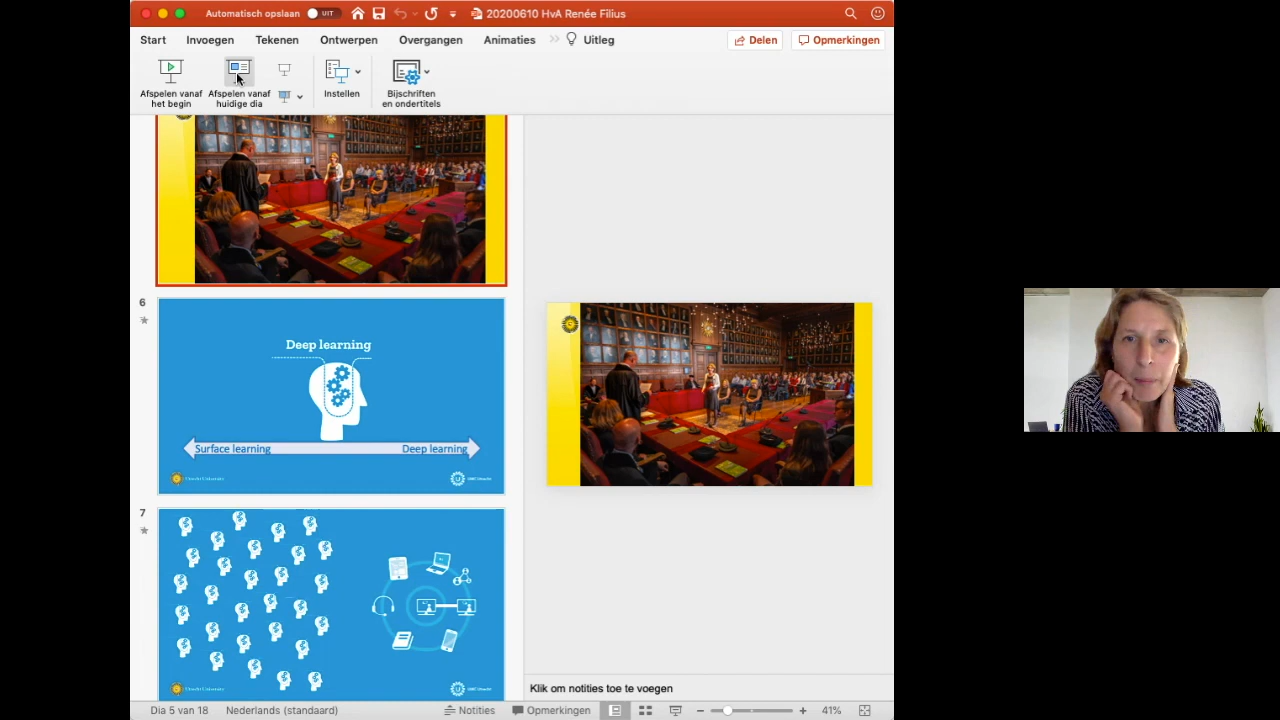 Automatisch opslaan UIT 20200610 HvA Renée Filius
Start Invoegen Tekenen Ontwerpen Overgangen Animaties Uitleg Delen Opmerkingen
Afspelen vanaf
het begin
Afspelen vanaf
huidige dia
Instellen
Bijschriften
en ondertitels
6
Deep learning
Surface learning Deep learning
7
Klik om notities toe te voegen
Dia 5 van 18 Nederlands (standaard) Notities Opmerkingen 41%